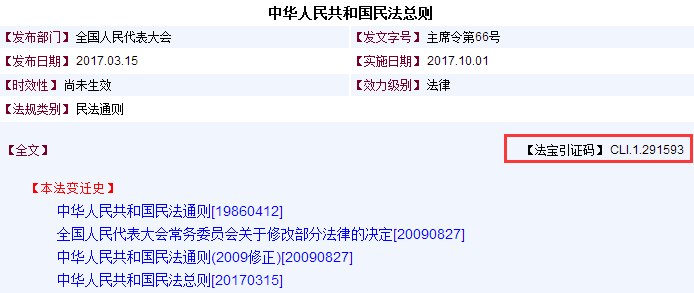 中华人民共和国民法总则
【发布部门】全国人民代表大会 【发文字号】主席令第66号
【发布日期】2017.03.15 【实施日期】2017.10.01
【时效性】尚未生效 【效力级别】法律
【法规类别】民法通则
【全文】 【法宝引证码】CLI.1.291593
【本法变迁史】
中华人民共和国民法通则[19860412]
全国人民代表大会常务委员会关于修改部分法律的决定[20090827]
中华人民共和国民法通则(2009修正)[20090827]
中华人民共和国民法总则[20170315]